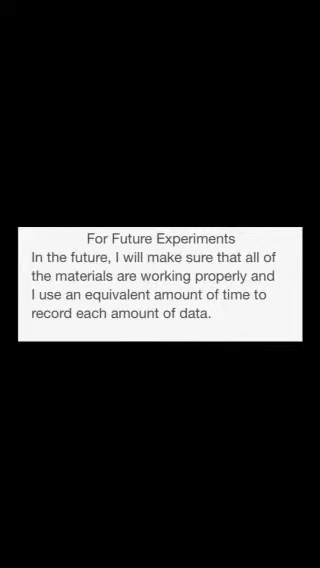 For Future Experiments
In the future, I will make sure that all of
the materials are working properly and
I use an equivalent amount of time to
record each amount of data.